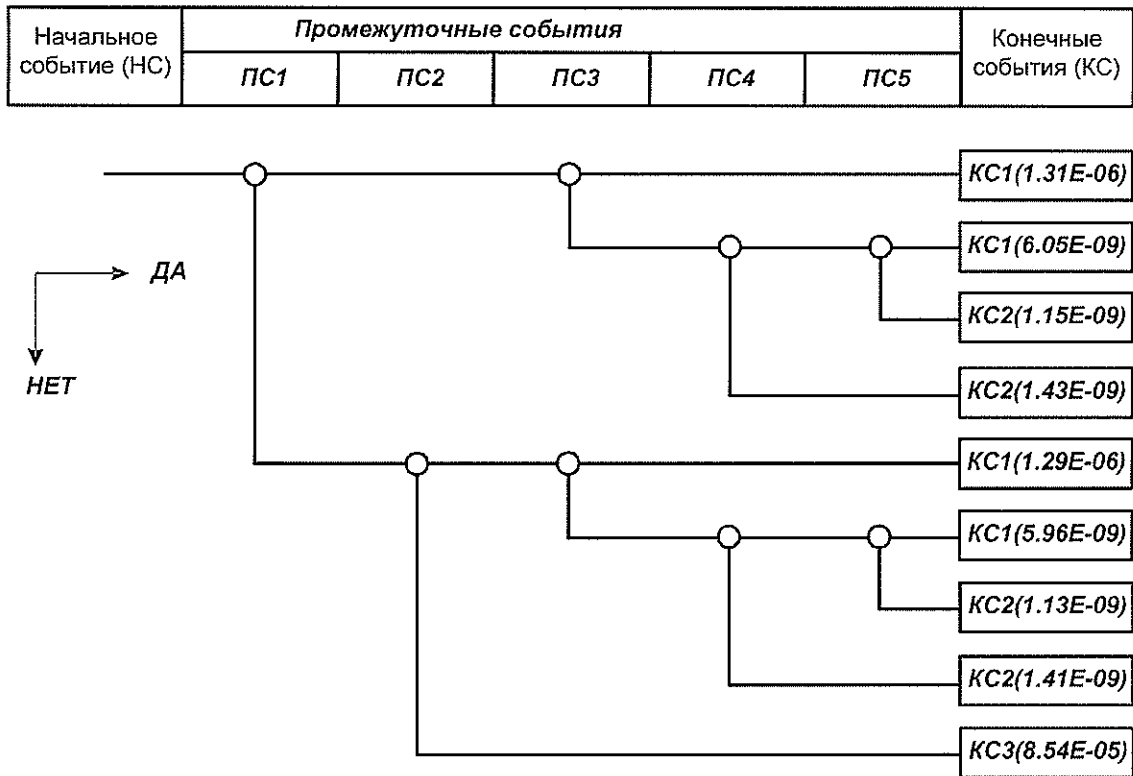 Начальное
событие (НС)
Промежуточные события
Конечные
события (КС)
ПС1
ПС2
ПС3
ПС4
ПС5
КС1(1.31E-06)
КС1(6.05E-09)
ДА
КС2(1.15E-09)
НЕТ
КС2(1.43E-09)
КС1(1.29E-06)
КС1(5.96E-09)
КС2(1.13E-09)
КС2(1.41E-09)
КС3(8.54E-05)